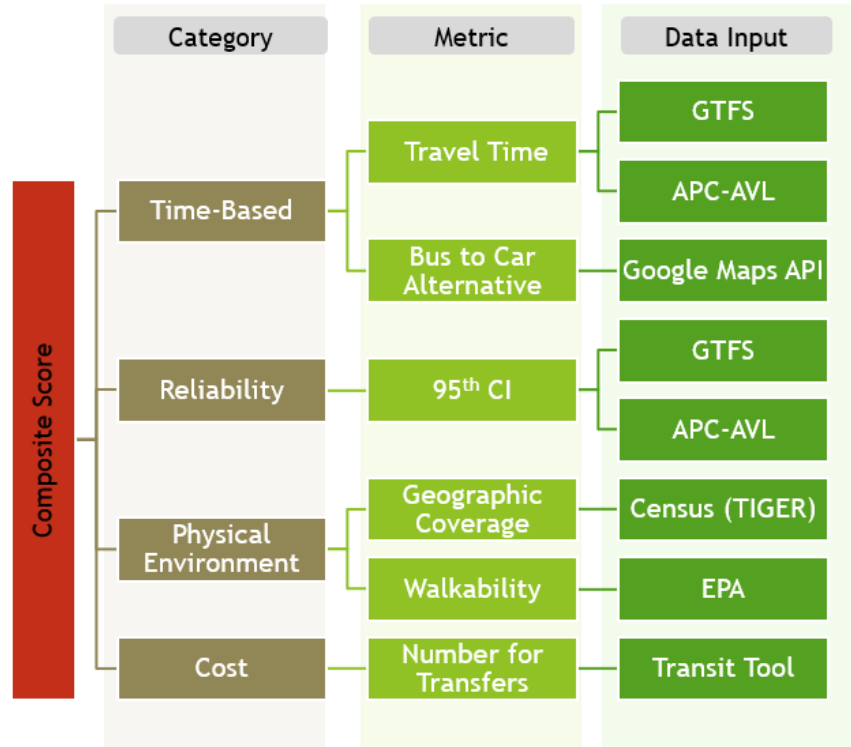 Category
Metric
Data Input
Composite Score
Time-Based
Travel Time
GTFS
APC-AVL
Bus to Car
Alternative
Google Maps API
Reliability
95th CI
GTFS
APC-AVL
Physical
Environment
Geographic
Coverage
Census (TIGER)
Walkability
EPA
Cost
Number for
Transfers
Transit Tool